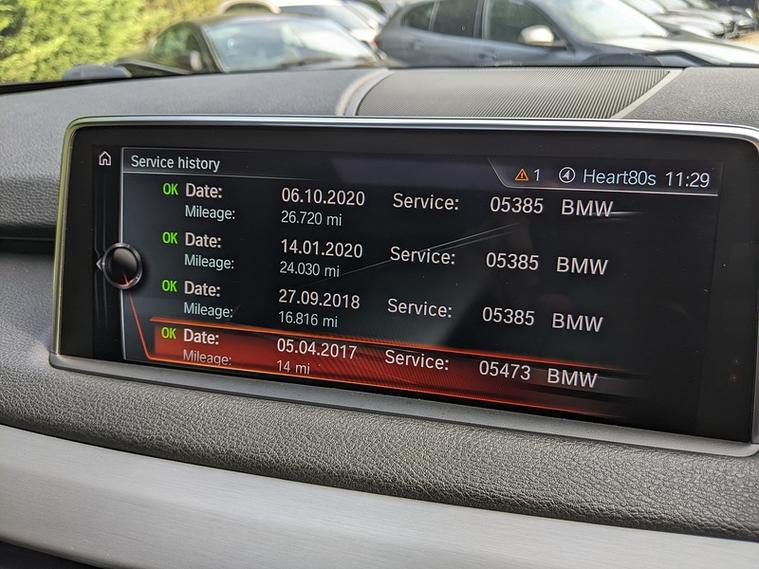 Service history 1 Heart80s 11:29
OK Date: 06.10.2020 Service: 05385 BMW
Mileage: 26.720 mi
OK Date: 14.01.2020 Service: 05385 BMW
Mileage: 24.030 mi
OK Date: 27.09.2018 Service: 05385 BMW
Mileage: 16.816 mi
OK Date: 05.04.2017 Service: 05473 BMW
Mileage: 14 mi